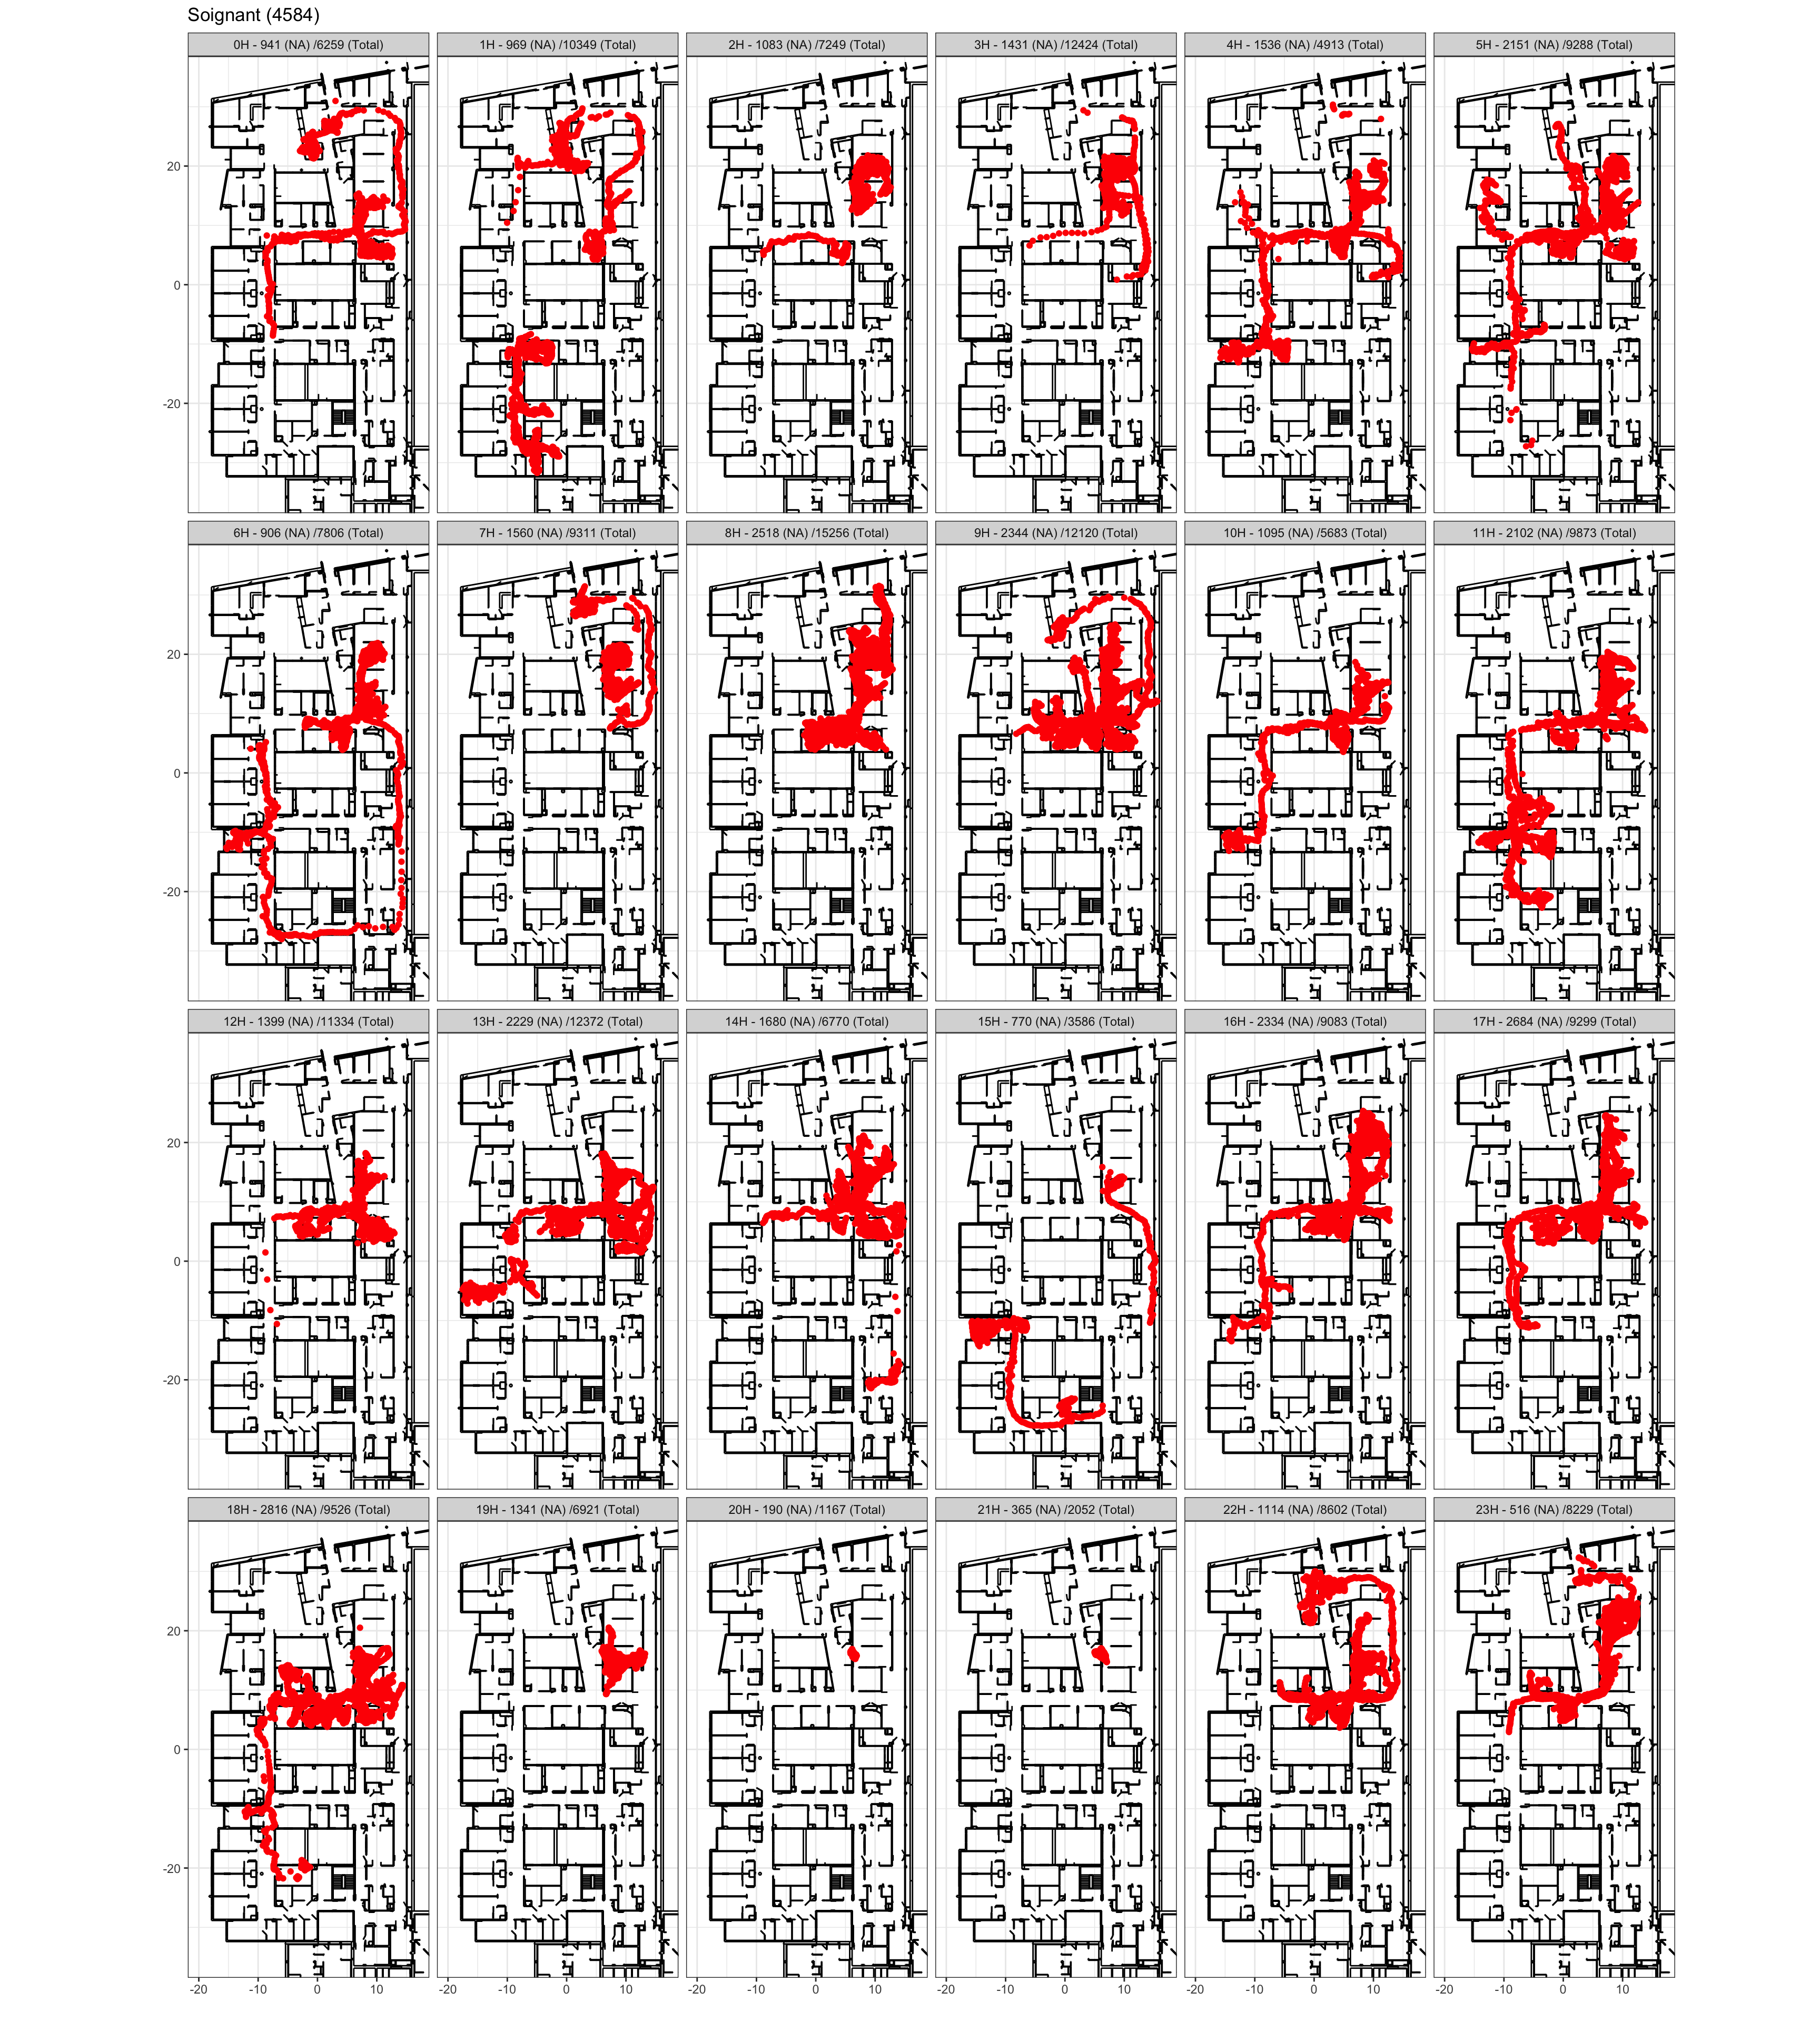 Soignant (4584)
0H - 941 (NA) /6259 (Total) 1H - 969 (NA) /10349 (Total) 2H - 1083 (NA) /7249 (Total) 3H - 1431 (NA) /12424 (Total) 4H - 1536 (NA) /4913 (Total) 5H - 2151 (NA) /9288 (Total)
20
0
-20
6H - 906 (NA) /7806 (Total) 7H - 1560 (NA) /9311 (Total) 8H - 2518 (NA) /15256 (Total) 9H - 2344 (NA) /12120 (Total) 10H - 1095 (NA) /5683 (Total) 11H - 2102 (NA) /9873 (Total)
20
0
-20
12H - 1399 (NA) /11334 (Total) 13H - 2229 (NA) /12372 (Total) 14H - 1680 (NA) /6770 (Total) 15H - 770 (NA) /3586 (Total) 16H - 2334 (NA) /9083 (Total) 17H - 2684 (NA) /9299 (Total)
20
0
-20
18H - 2816 (NA) /9526 (Total) 19H - 1341 (NA) /6921 (Total) 20H - 190 (NA) /1167 (Total) 21H - 365 (NA) /2052 (Total) 22H - 1114 (NA) /8602 (Total) 23H - 516 (NA) /8229 (Total)
20
0
-20
-20 -10 0 10 -20 -10 0 10 -20 -10 0 10 -20 -10 0 10 -20 -10 0 10 -20 -10 0 10